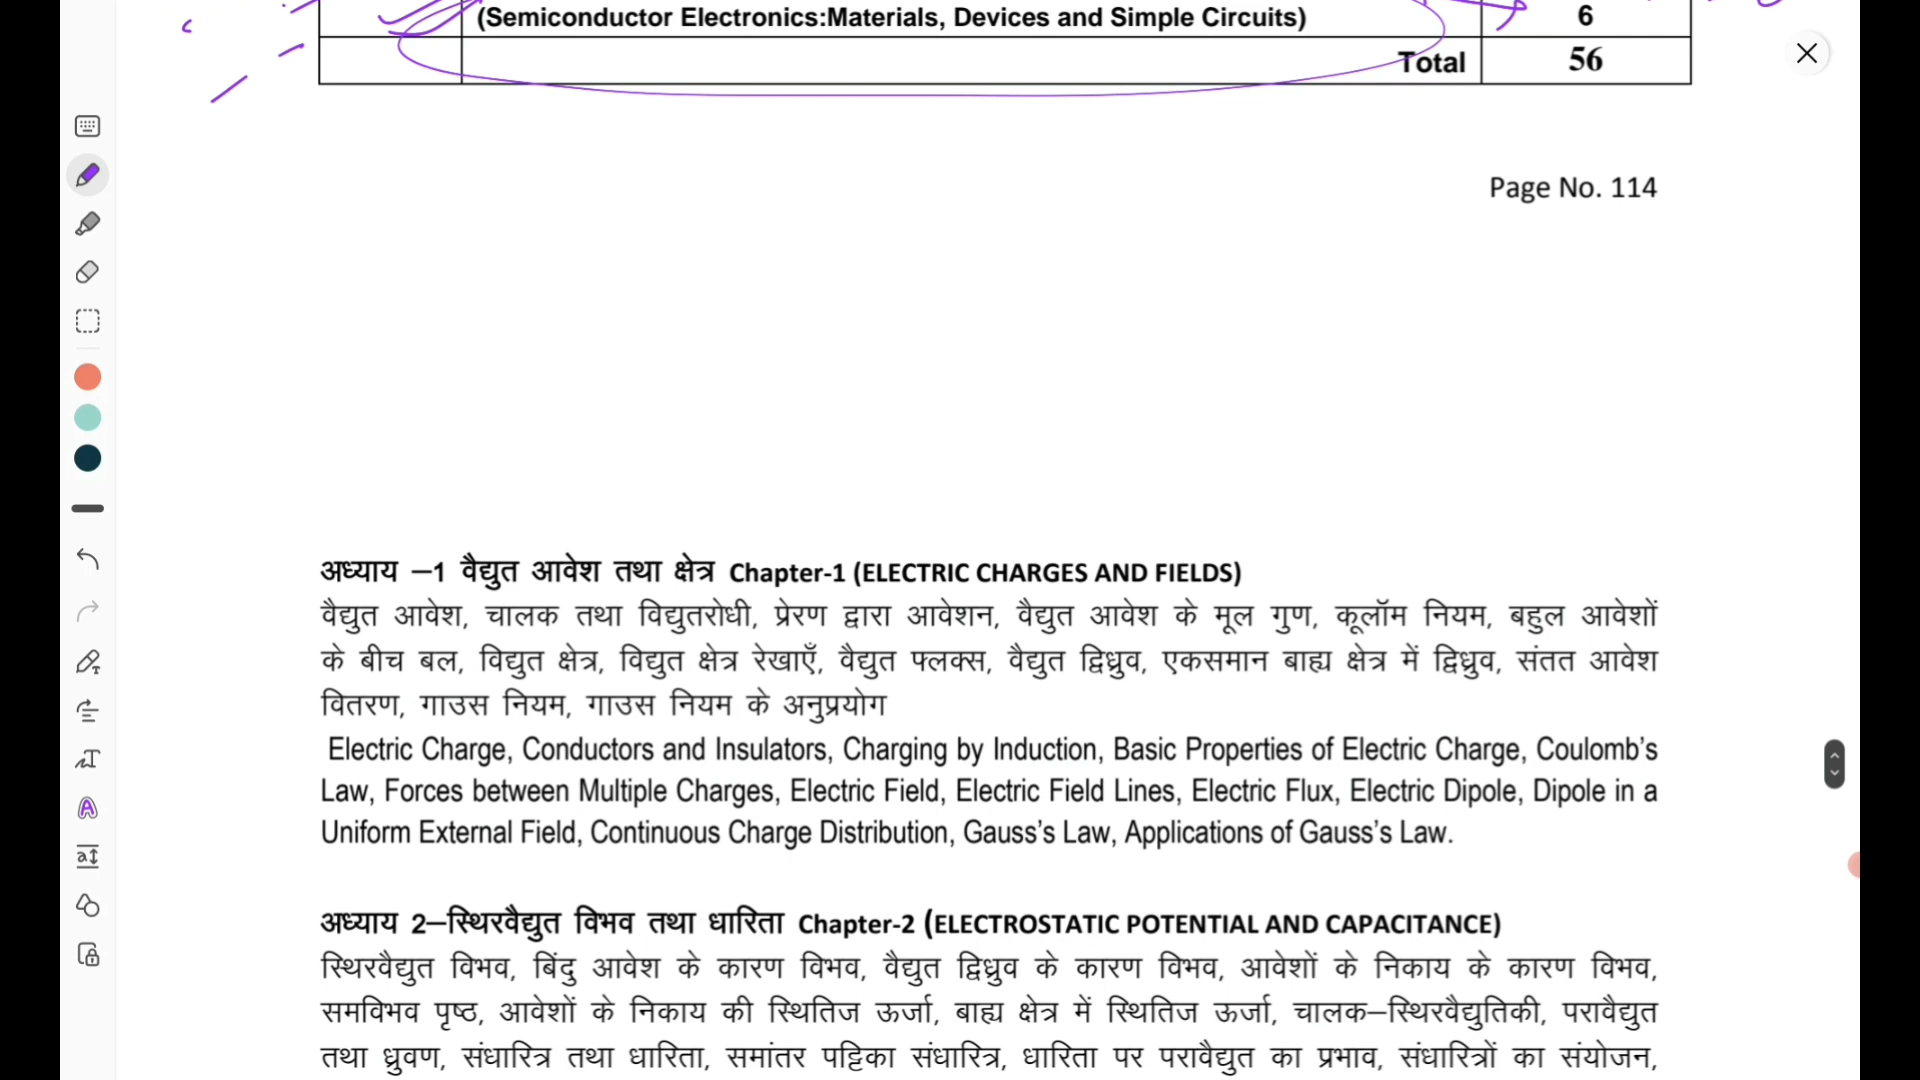 (Semiconductor Electronics:Materials, Devices and Simple Circuits) 6
Total 56
Page No. 114
अध्याय –1 वैद्युत आवेश तथा क्षेत्र Chapter-1 (ELECTRIC CHARGES AND FIELDS)
वैद्युत आवेश, चालक तथा विद्युतरोधी, प्रेरण द्वारा आवेशन, वैद्युत आवेश के मूल गुण, कूलॉम नियम, बहुल आवेशों
के बीच बल, विद्युत क्षेत्र, विद्युत क्षेत्र रेखाएँ, वैद्युत फ्लक्स, वैद्युत द्विध्रुव, एकसमान बाह्य क्षेत्र में द्विध्रुव, संतत आवेश
वितरण, गाउस नियम, गाउस नियम के अनुप्रयोग
Electric Charge, Conductors and Insulators, Charging by Induction, Basic Properties of Electric Charge, Coulomb's
Law, Forces between Multiple Charges, Electric Field, Electric Field Lines, Electric Flux, Electric Dipole, Dipole in a
Uniform External Field, Continuous Charge Distribution, Gauss's Law, Applications of Gauss's Law.
अध्याय 2–स्थिरवैद्युत विभव तथा धारिता Chapter-2 (ELECTROSTATIC POTENTIAL AND CAPACITANCE)
स्थिरवैद्युत विभव, बिंदु आवेश के कारण विभव, वैद्युत द्विध्रुव के कारण विभव, आवेशों के निकाय के कारण विभव,
समविभव पृष्ठ, आवेशों के निकाय की स्थितिज ऊर्जा, बाह्य क्षेत्र में स्थितिज ऊर्जा, चालक–स्थिरवैद्युतिकी, परावैद्युत
तथा ध्रुवण, संधारित्र तथा धारिता, समांतर पट्टिका संधारित्र, धारिता पर परावैद्युत का प्रभाव, संधारित्रों का संयोजन,